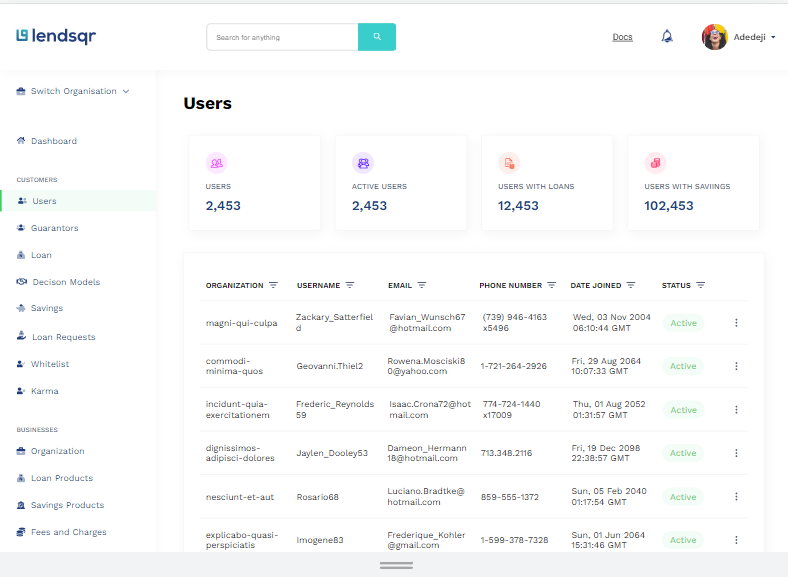 lendsqr
Search for anything
Docs
Adedeji
Switch Organisation
Dashboard
CUSTOMERS
Users
Guarantors
Loan
Decison Models
Savings
Loan Requests
Whitelist
Karma
BUSINESSES
Organization
Loan Products
Savings Products
Fees and Charges
Users
USERS
2,453
ACTIVE USERS
2,453
USERS WITH LOANS
12,453
USERS WITH SAVIINGS
102,453
ORGANIZATION USERNAME EMAIL PHONE NUMBER DATE JOINED STATUS
magni-qui-culpa
Zackary_Satterfiel
d
Favian_Wunsch67
@hotmail.com
(739) 946-4163
x5496
Wed, 03 Nov 2004
06:10:44 GMT
Active
commodi-
minima-quos
Geovanni.Thiel2
Rowena.Mosciski8
0@yahoo.com
1-721-264-2926
Fri, 29 Aug 2064
10:07:33 GMT
Active
incidunt-quia-
exercitationem
Frederic_Reynolds
59
Isaac.Crona72@hot
mail.com
774-724-1440
x17009
Thu, 01 Aug 2052
01:31:57 GMT
Active
dignissimos-
adipisci-dolores
Jaylen_Dooley53
Dameon_Hermann
18@hotmail.com
713.348.2116
Fri, 19 Dec 2098
22:38:57 GMT
Active
nesciunt-et-aut
Rosario68
Luciano.Bradtke@
hotmail.com
859-555-1372
Sun, 05 Feb 2040
01:17:54 GMT
Active
explicabo-quasi-
perspiciatis
Imogene83
Frederique_Kohler
@gmail.com
1-599-378-7328
Sun, 01 Jun 2064
15:31:46 GMT
Active